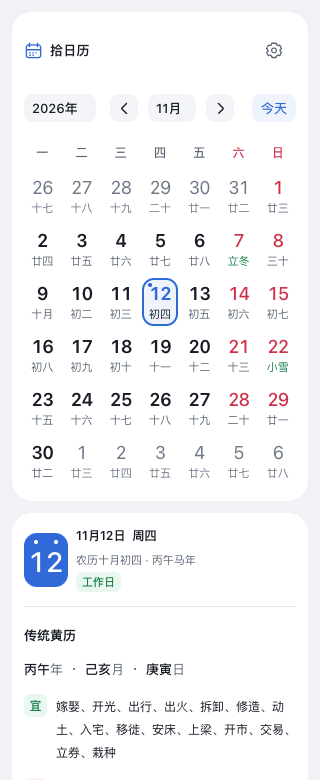 拾日历
2026年 11月 今天
一 二 三 四 五 六 日
26 27 28 29 30 31 1
十七 十八 十九 二十 廿一 廿二 廿三
2 3 4 5 6 7 8
廿四 廿五 廿六 廿七 廿八 立冬 三十
9 10 11 12 13 14 15
十月 初二 初三 初四 初五 初六 初七
16 17 18 19 20 21 22
初八 初九 初十 十一 十二 十三 小雪
23 24 25 26 27 28 29
十五 十六 十七 十八 十九 二十 廿一
30 1 2 3 4 5 6
廿二 廿三 廿四 廿五 廿六 廿七 廿八
12
11月12日 周四
农历十月初四 · 丙午马年
工作日
传统黄历
丙午年 · 己亥月 · 庚寅日
宜 嫁娶、开光、出行、出火、拆卸、修造、动
土、入宅、移徙、安床、上梁、开市、交易、
立券、栽种